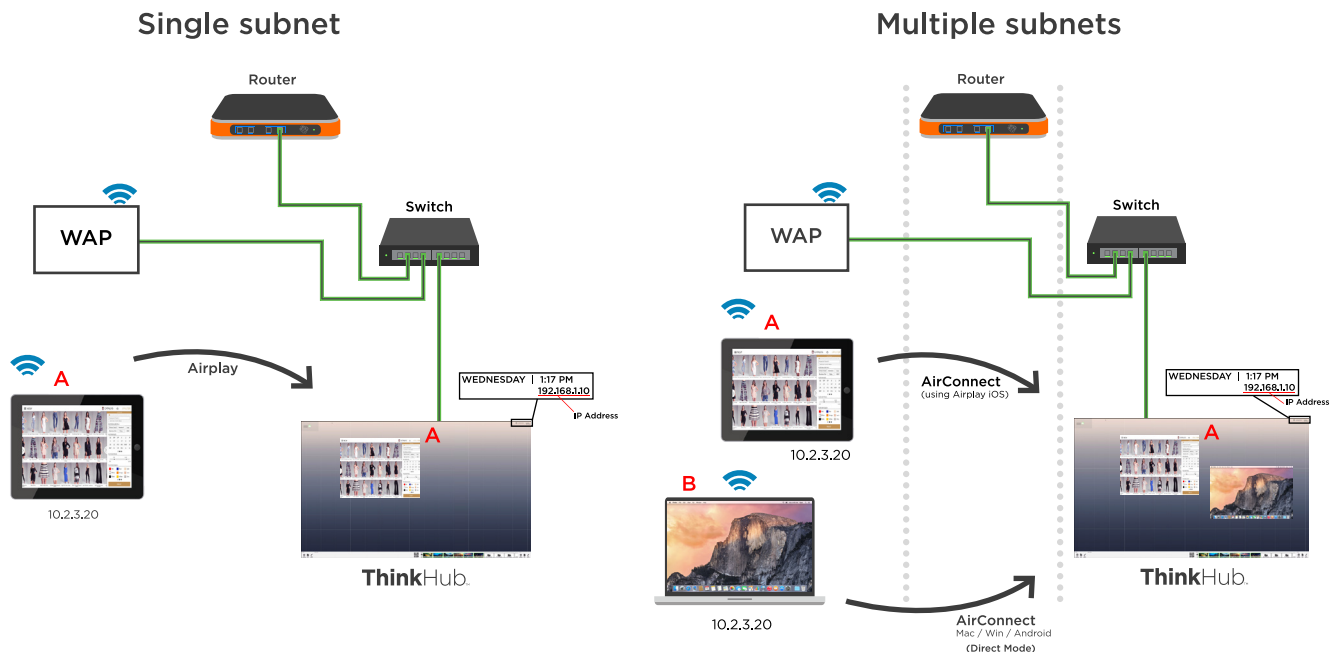 Single subnet
Router
WAP
Switch
A
Airplay
WEDNESDAY | 1:17 PM
192.168.1.10
IP Address
A
10.2.3.20
ThinkHub.
Multiple subnets
Router
WAP
Switch
A
AirConnect
(using Airplay iOS)
WEDNESDAY | 1:17 PM
192.168.1.10
IP Address
A
10.2.3.20
B
10.2.3.20
ThinkHub.
AirConnect
Mac / Win / Android
(Direct Mode)